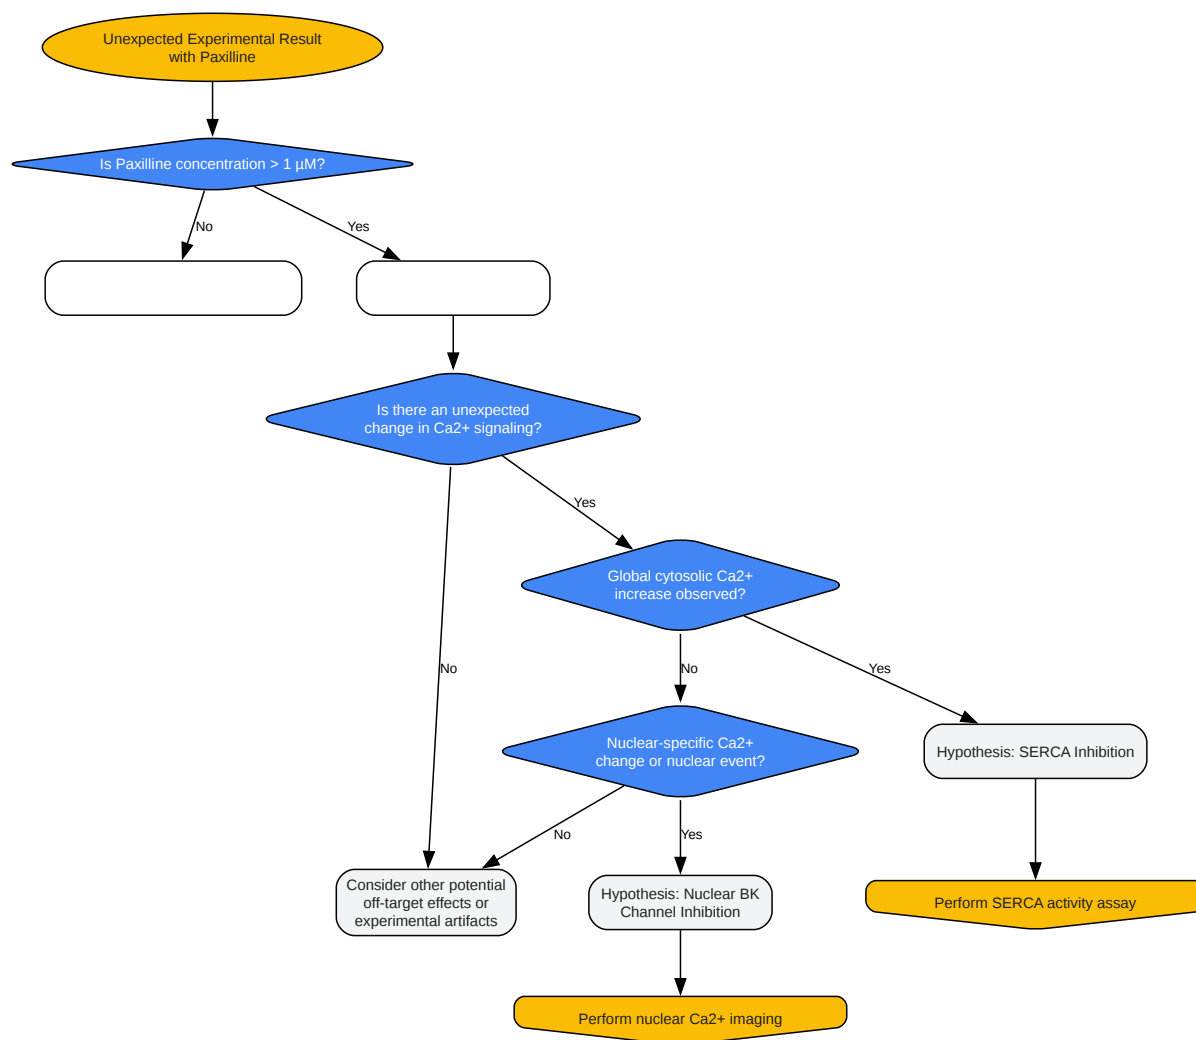 Unexpected Experimental Result
with Paxilline
Is Paxilline concentration > 1 µM?
No
Yes
Is there an unexpected
change in Ca2+ signaling?
Yes
Global cytosolic Ca2+
increase observed?
No
No
Yes
Nuclear-specific Ca2+
change or nuclear event?
Hypothesis: SERCA Inhibition
No
Yes
Consider other potential
off-target effects or
experimental artifacts
Hypothesis: Nuclear BK
Channel Inhibition
Perform SERCA activity assay
Perform nuclear Ca2+ imaging